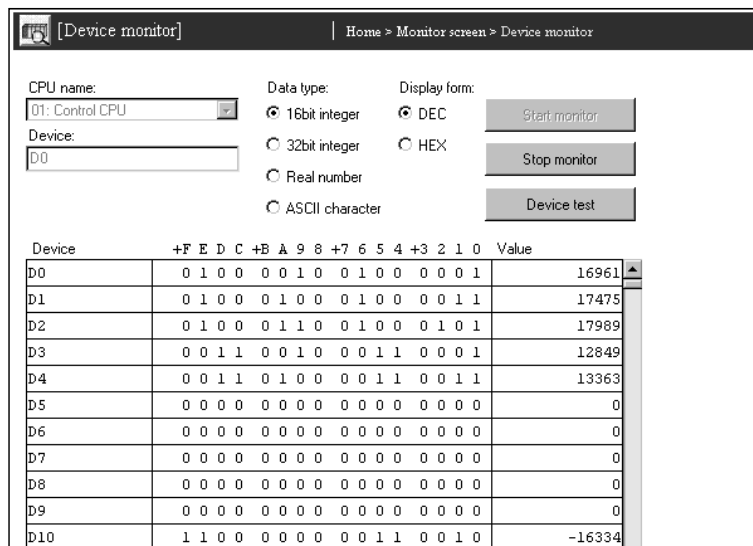 [Device monitor] Home > Monitor screen > Device monitor
CPU name: Data type: Display form:
01: Control CPU 16bit integer DEC Start monitor
Device:
D0 32bit integer HEX Stop monitor
Real number
ASCII character Device test
Device +F E D C +B A 9 8 +7 6 5 4 +3 2 1 0 Value
D0 0 1 0 0 0 0 1 0 0 1 0 0 0 0 0 1 16961
D1 0 1 0 0 0 1 0 0 0 1 0 0 0 0 1 1 17475
D2 0 1 0 0 0 1 1 0 0 1 0 0 0 1 0 1 17989
D3 0 0 1 1 0 0 1 0 0 0 1 1 0 0 0 1 12849
D4 0 0 1 1 0 1 0 0 0 0 1 1 0 0 1 1 13363
D5 0 0 0 0 0 0 0 0 0 0 0 0 0 0 0 0 0
D6 0 0 0 0 0 0 0 0 0 0 0 0 0 0 0 0 0
D7 0 0 0 0 0 0 0 0 0 0 0 0 0 0 0 0 0
D8 0 0 0 0 0 0 0 0 0 0 0 0 0 0 0 0 0
D9 0 0 0 0 0 0 0 0 0 0 0 0 0 0 0 0 0
D10 1 1 0 0 0 0 0 0 0 0 1 1 0 0 1 0 -16334